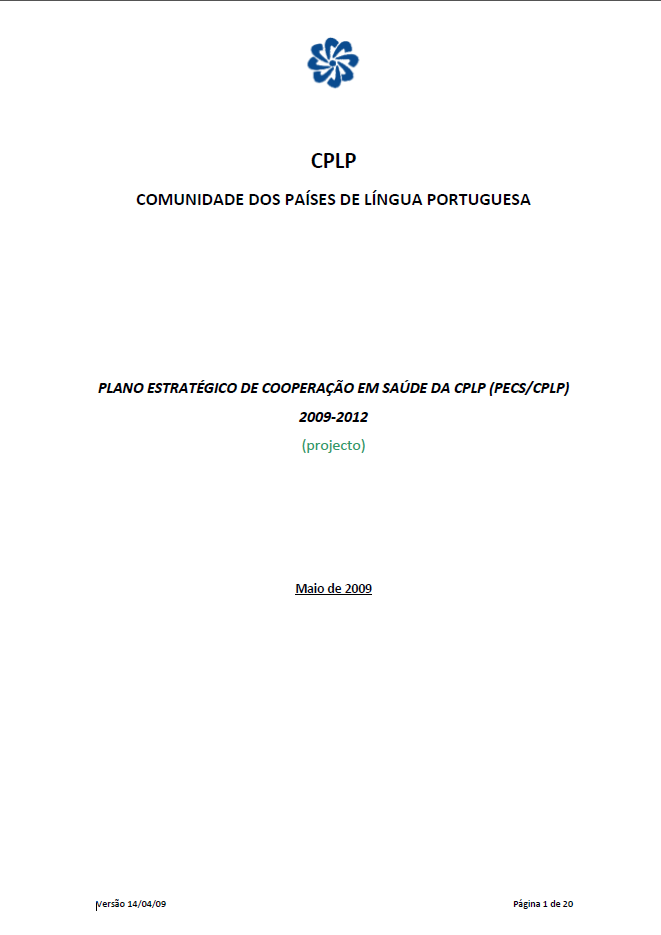 CPLP
COMUNIDADE DOS PAÍSES DE LÍNGUA PORTUGUESA
PLANO ESTRATÉGICO DE COOPERAÇÃO EM SAÚDE DA CPLP (PECS/CPLP)
2009-2012
(projecto)
Maio de 2009
Versão 14/04/09 Página 1 de 20